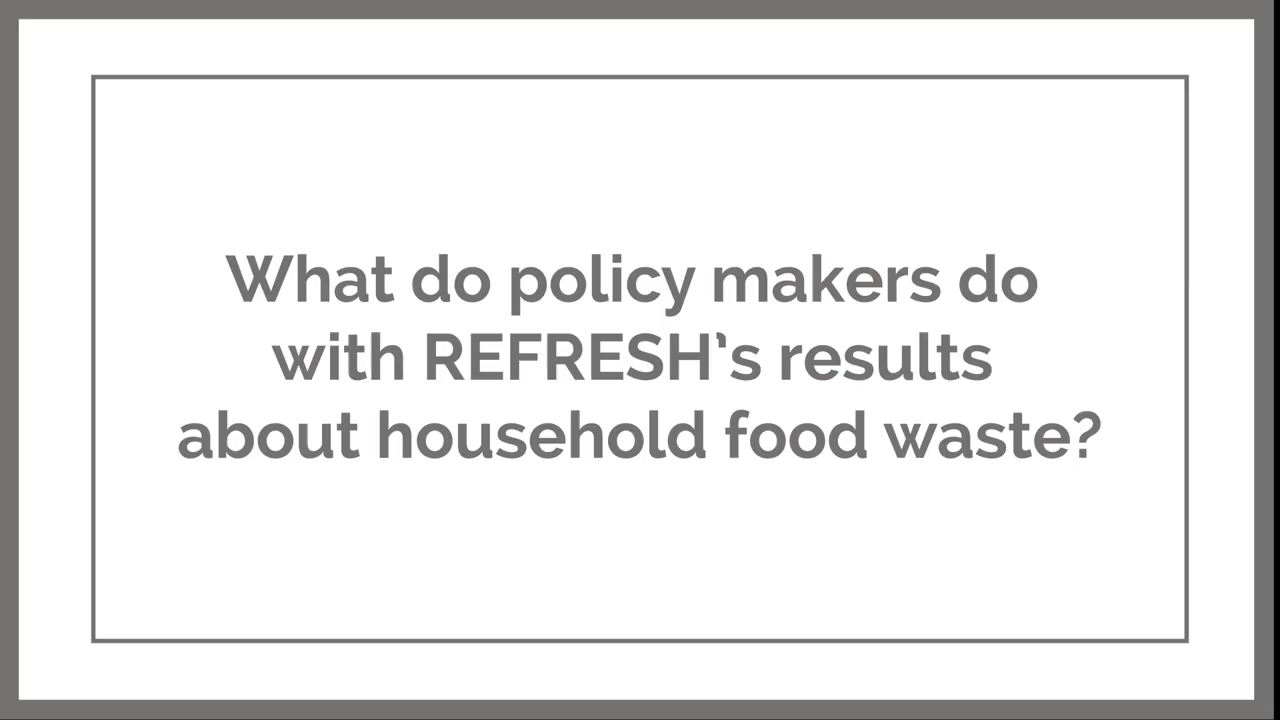 What do policy makers do
with REFRESH’s results
about household food waste?